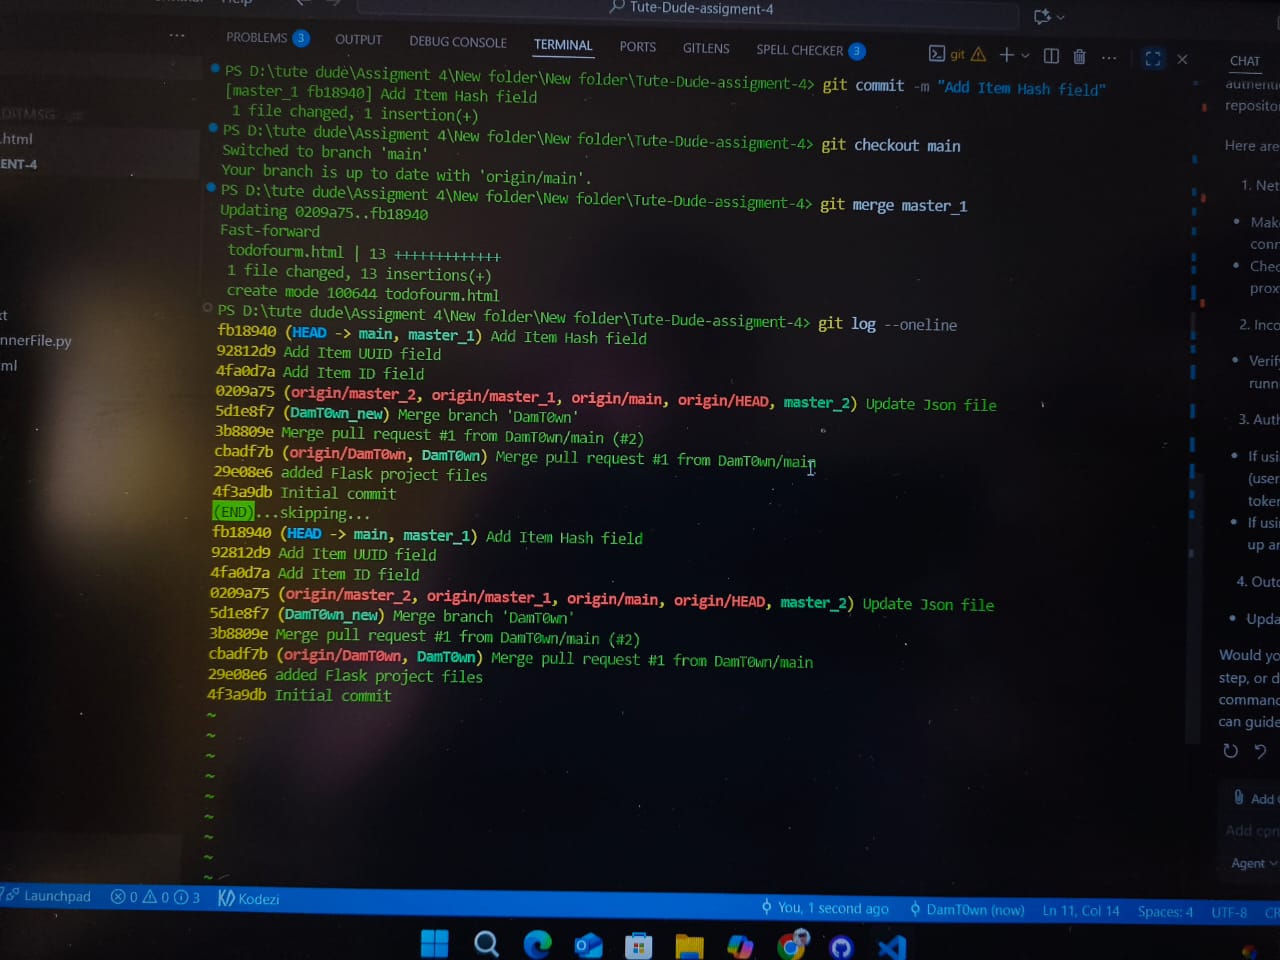 Help
Tute-Dude-assigment-4
PROBLEMS 3 OUTPUT DEBUG CONSOLE TERMINAL PORTS GITLENS SPELL CHECKER 3 git
PS D:\tute dude\Assigment 4\New folder\New folder\Tute-Dude-assigment-4> git commit -m "Add Item Hash field"
[master_1 fb18940] Add Item Hash field
1 file changed, 1 insertion(+)
PS D:\tute dude\Assigment 4\New folder\New folder\Tute-Dude-assigment-4> git checkout main
Switched to branch 'main'
Your branch is up to date with 'origin/main'.
PS D:\tute dude\Assigment 4\New folder\New folder\Tute-Dude-assigment-4> git merge master_1
Updating 0209a75..fb18940
Fast-forward
todofourm.html | 13 +++++++++++++
1 file changed, 13 insertions(+)
create mode 100644 todofourm.html
PS D:\tute dude\Assigment 4\New folder\New folder\Tute-Dude-assigment-4> git log --oneline
fb18940 (HEAD -> main, master_1) Add Item Hash field
92812d9 Add Item UUID field
4fa0d7a Add Item ID field
0209a75 (origin/master_2, origin/master_1, origin/main, origin/HEAD, master_2) Update Json file
5d1e8f7 (DamT0wn_new) Merge branch 'DamT0wn'
3b8809e Merge pull request #1 from DamT0wn/main (#2)
cbadf7b (origin/DamT0wn, DamT0wn) Merge pull request #1 from DamT0wn/main
29e08e6 added Flask project files
4f3a9db Initial commit
(END)...skipping...
fb18940 (HEAD -> main, master_1) Add Item Hash field
92812d9 Add Item UUID field
4fa0d7a Add Item ID field
0209a75 (origin/master_2, origin/master_1, origin/main, origin/HEAD, master_2) Update Json file
5d1e8f7 (DamT0wn_new) Merge branch 'DamT0wn'
3b8809e Merge pull request #1 from DamT0wn/main (#2)
cbadf7b (origin/DamT0wn, DamT0wn) Merge pull request #1 from DamT0wn/main
29e08e6 added Flask project files
4f3a9db Initial commit
~
~
~
~
~
~
~
~
~
.html
ENT-4
nnerFile.py
ml
CHAT
authenti
repositor
Here are
1. Net
Make
conn
Chec
prox
2. Inco
Verify
runn
3. Auth
If usi
(user
token
If usi
up an
4. Outd
Upda
Would yo
step, or d
command
can guide
Add C
Add con
Agent
Launchpad 0 0 3 Kodezi You, 1 second ago DamT0wn (now) Ln 11, Col 14 Spaces: 4 UTF-8 CR